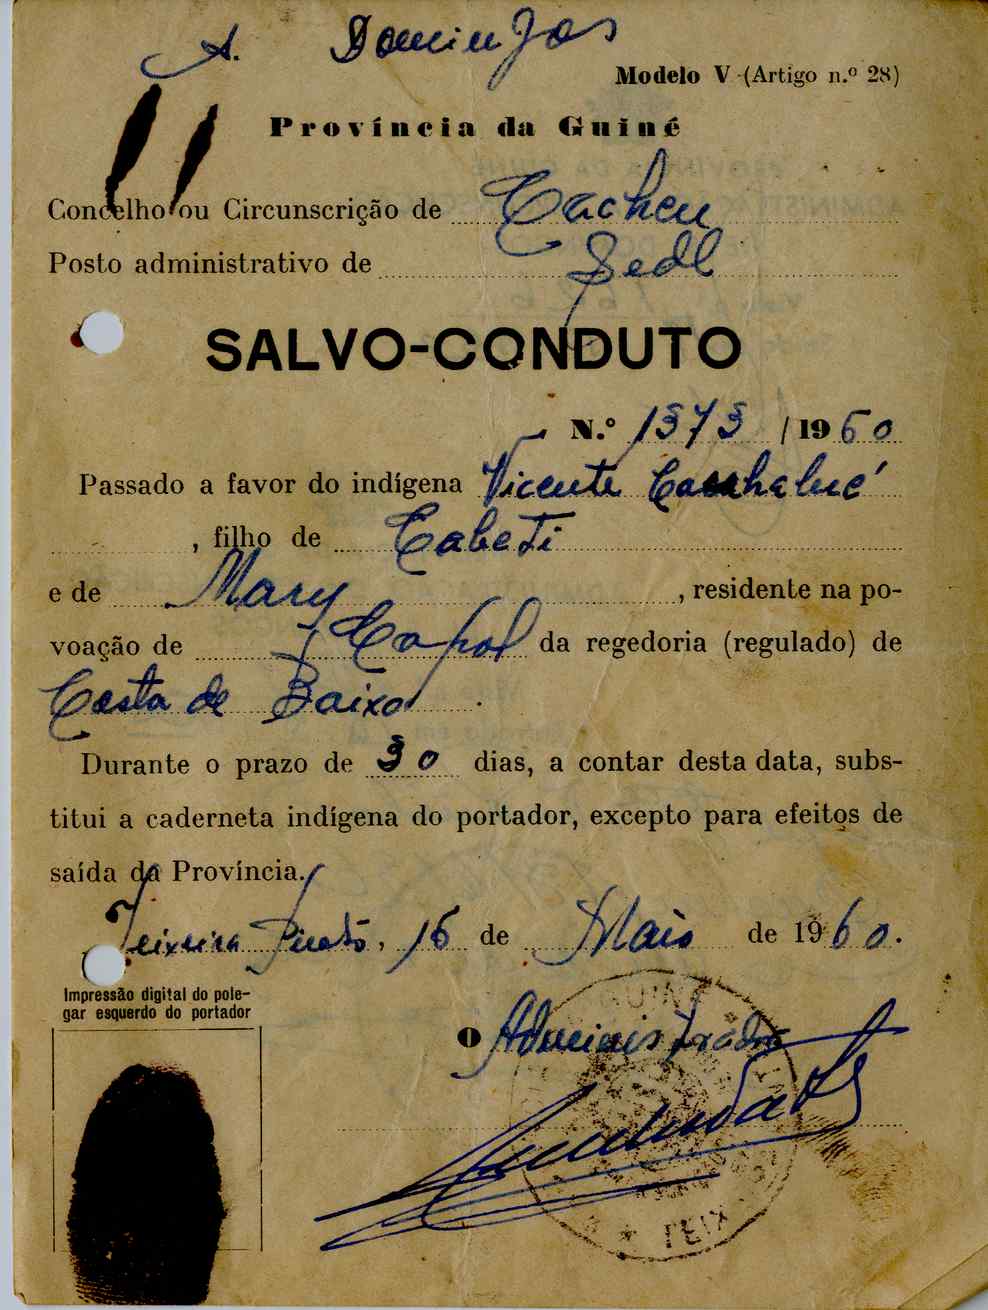 A. Domingos
Modelo V (Artigo n.º 28)
Província da Guiné
Concelho ou Circunscrição de Cacheu
Posto administrativo de Sede
SALVO-CONDUTO
N.º 1373 / 1960
Passado a favor do indígena Vicente
, filho de Cabeti
e de Mary, residente na po-
voação de Capol da regedoria (regulado) de
Costa de Baixo.
Durante o prazo de 30 dias, a contar desta data, subs-
titui a caderneta indígena do portador, excepto para efeitos de
saída da Província.
Teixeira Pinto, 16 de Maio de 1960.
Impressão digital do pole-
gar esquerdo do portador
O Administrador
GUINÉ
TEIX